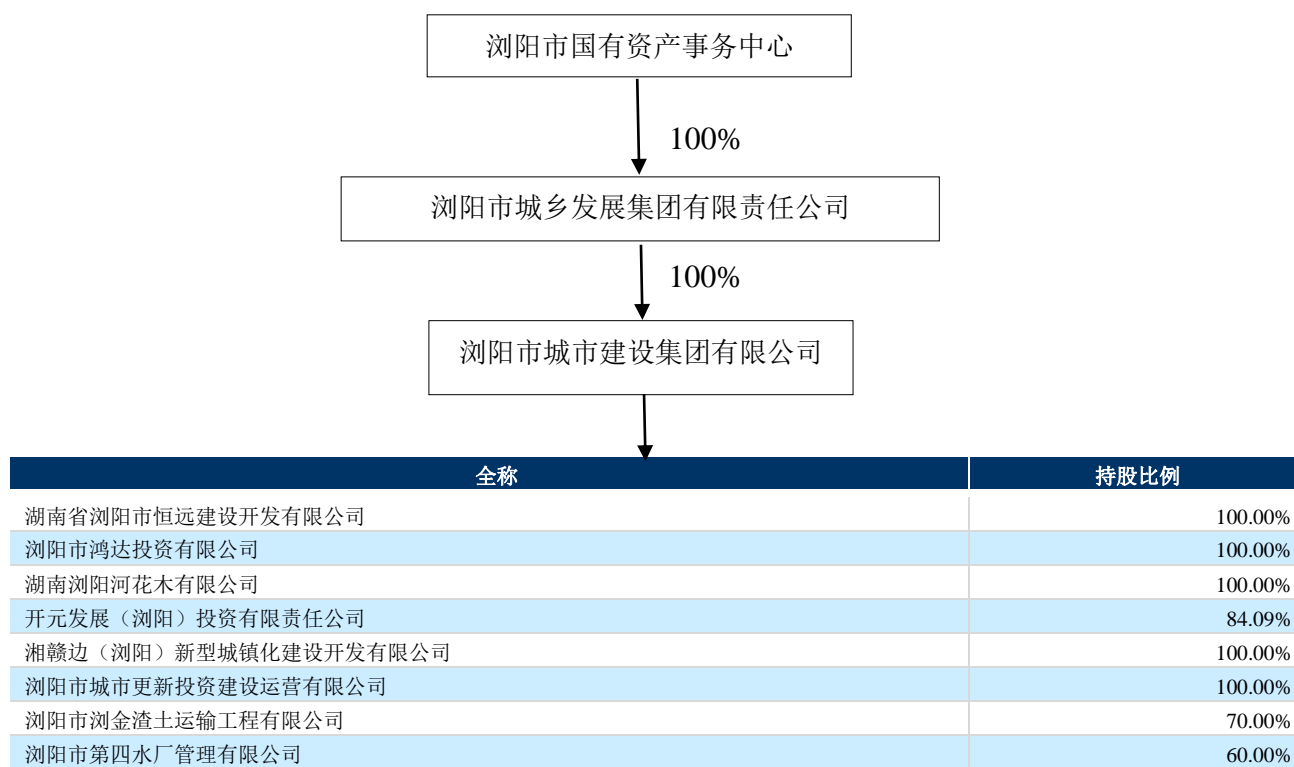 浏阳市国有资产事务中心
100%
浏阳市城乡发展集团有限责任公司
100%
浏阳市城市建设集团有限公司
全称 持股比例
湖南省浏阳市恒远建设开发有限公司 100.00%
浏阳市鸿达投资有限公司 100.00%
湖南浏阳河花木有限公司 100.00%
开元发展（浏阳）投资有限责任公司 84.09%
湘赣边（浏阳）新型城镇化建设开发有限公司 100.00%
浏阳市城市更新投资建设运营有限公司 100.00%
浏阳市浏金渣土运输工程有限公司 70.00%
浏阳市第四水厂管理有限公司 60.00%